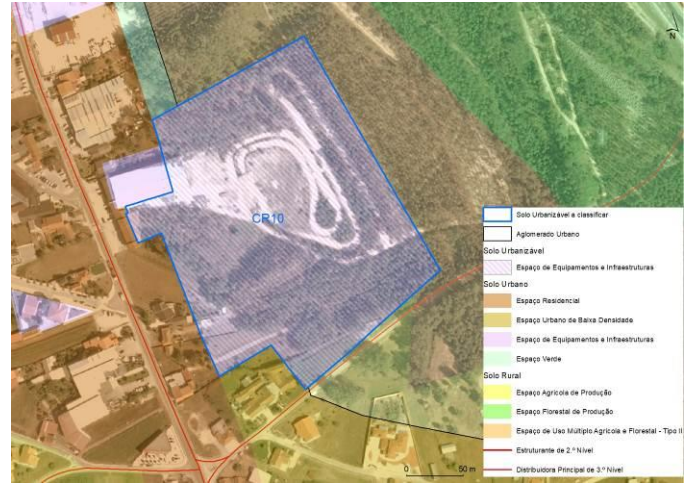 N
CR10
Solo Urbanizável a classificar
Aglomerado Urbano
Solo Urbanizável
Espaço de Equipamentos e Infraestruturas
Solo Urbano
Espaço Residencial
Espaço Urbano de Baixa Densidade
Espaço de Equipamentos e Infraestruturas
Espaço Verde
Solo Rural
Espaço Agrícola de Produção
Espaço Florestal de Produção
Espaço de Uso Múltiplo Agrícola e Florestal - Tipo II
Estruturante de 2.º Nível
Distribuidora Principal de 3.º Nível
0 50 m